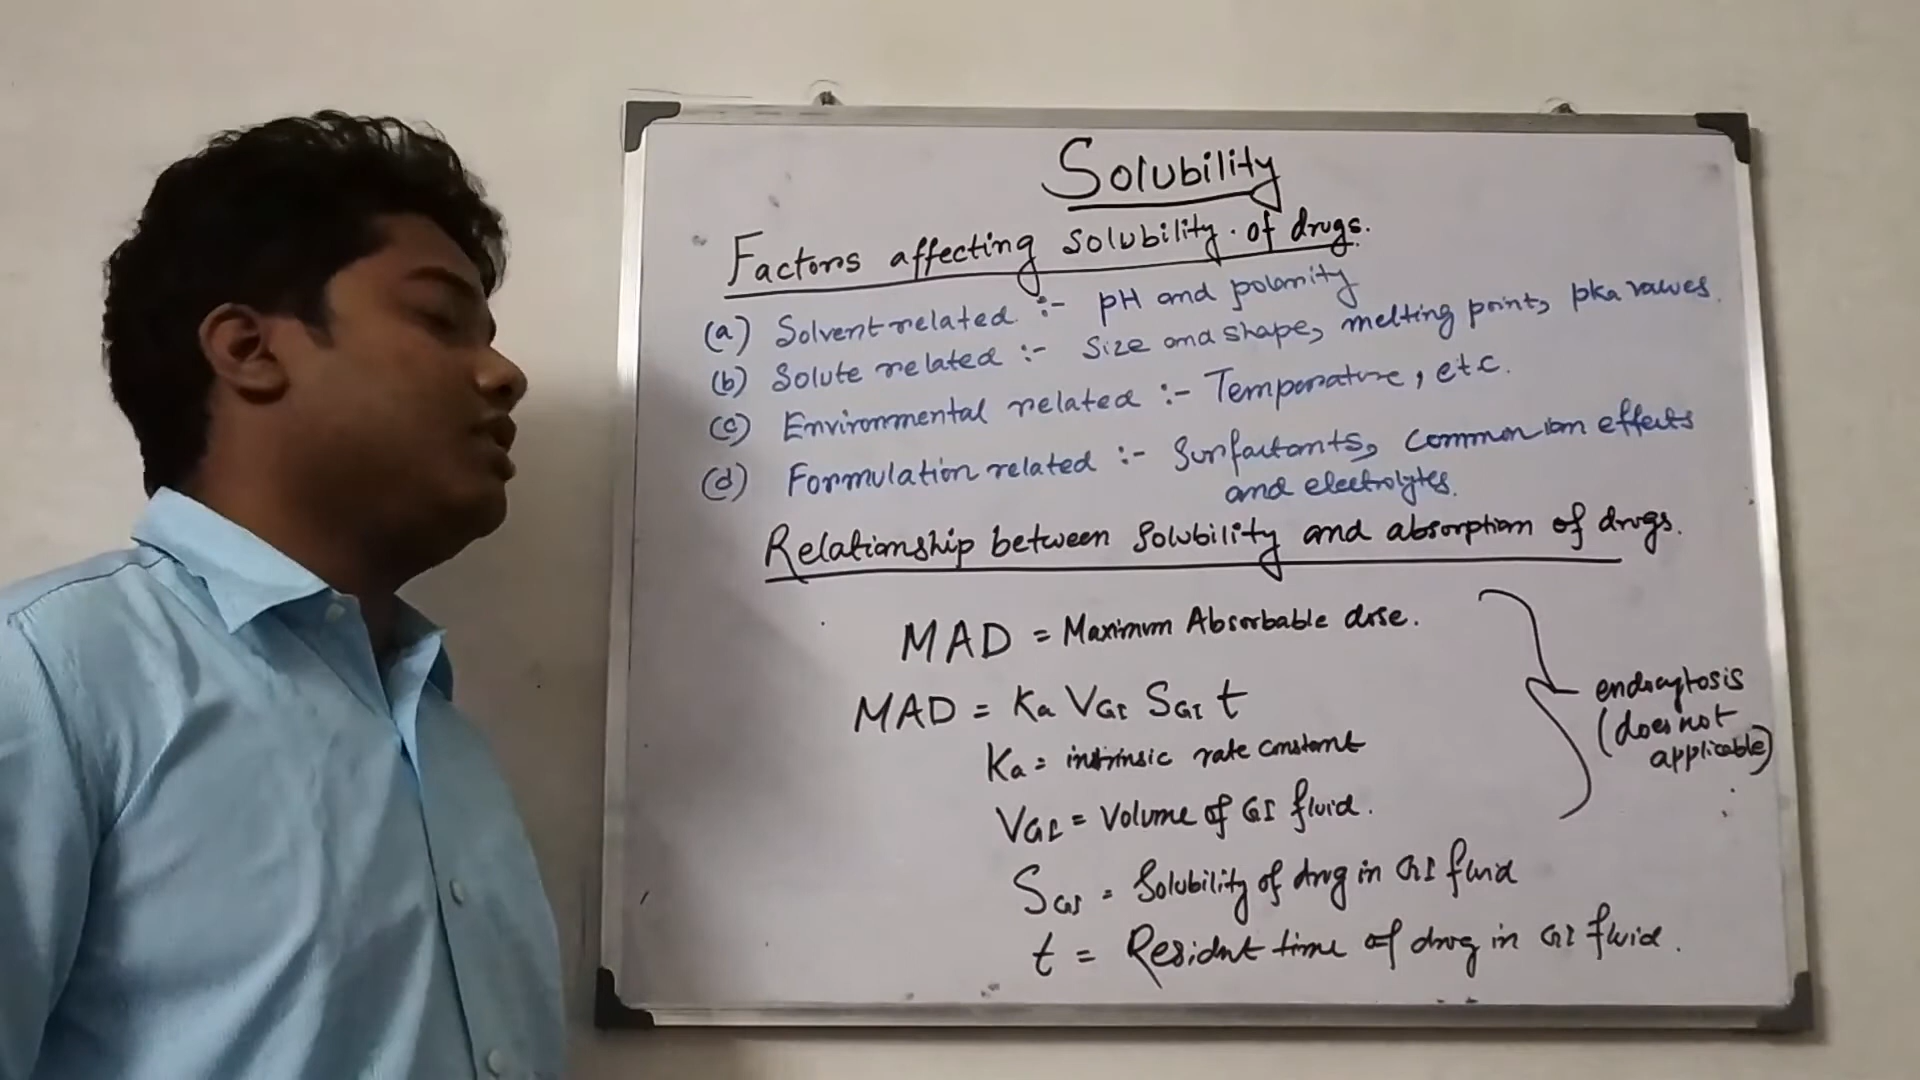 Solubility
Factors affecting solubility of drugs.
(a) Solvent related :- pH and polarity
(b) Solute related :- Size and shape, melting point, pka values.
(c) Environmental related :- Temperature, etc.
(d) Formulation related :- Surfactants, common ion effects
and electrolytes.
Relationship between Solubility and absorption of drugs.
MAD = Maximum Absorbable dose.
MAD = Ka VGI SGI t
Ka = intrinsic rate constant
VGI = Volume of GI fluid.
SGI = Solubility of drug in GI fluid
t = Resident time of drug in GI fluid.
endocytosis
(does not
applicable)